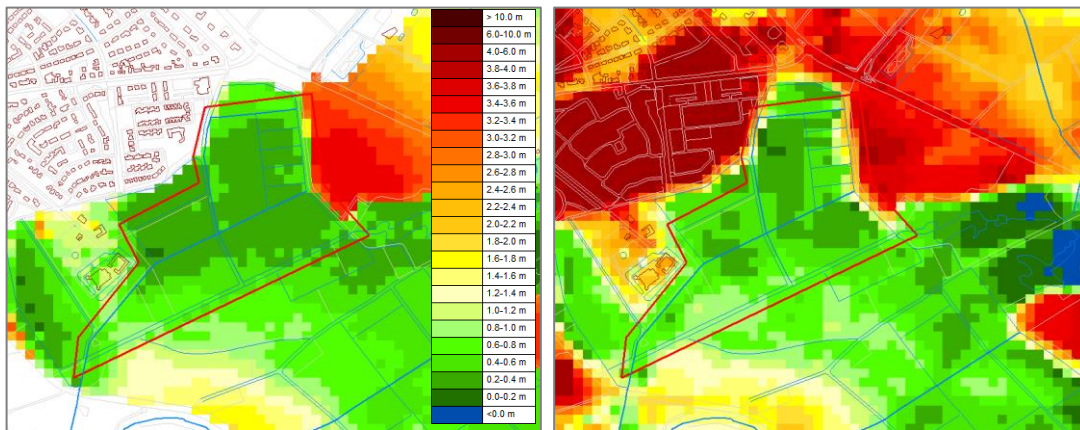 > 10.0 m
6.0-10.0 m
4.0-6.0 m
3.8-4.0 m
3.6-3.8 m
3.4-3.6 m
3.2-3.4 m
3.0-3.2 m
2.8-3.0 m
2.6-2.8 m
2.4-2.6 m
2.2-2.4 m
2.0-2.2 m
1.8-2.0 m
1.6-1.8 m
1.4-1.6 m
1.2-1.4 m
1.0-1.2 m
0.8-1.0 m
0.6-0.8 m
0.4-0.6 m
0.2-0.4 m
0.0-0.2 m
<0.0 m